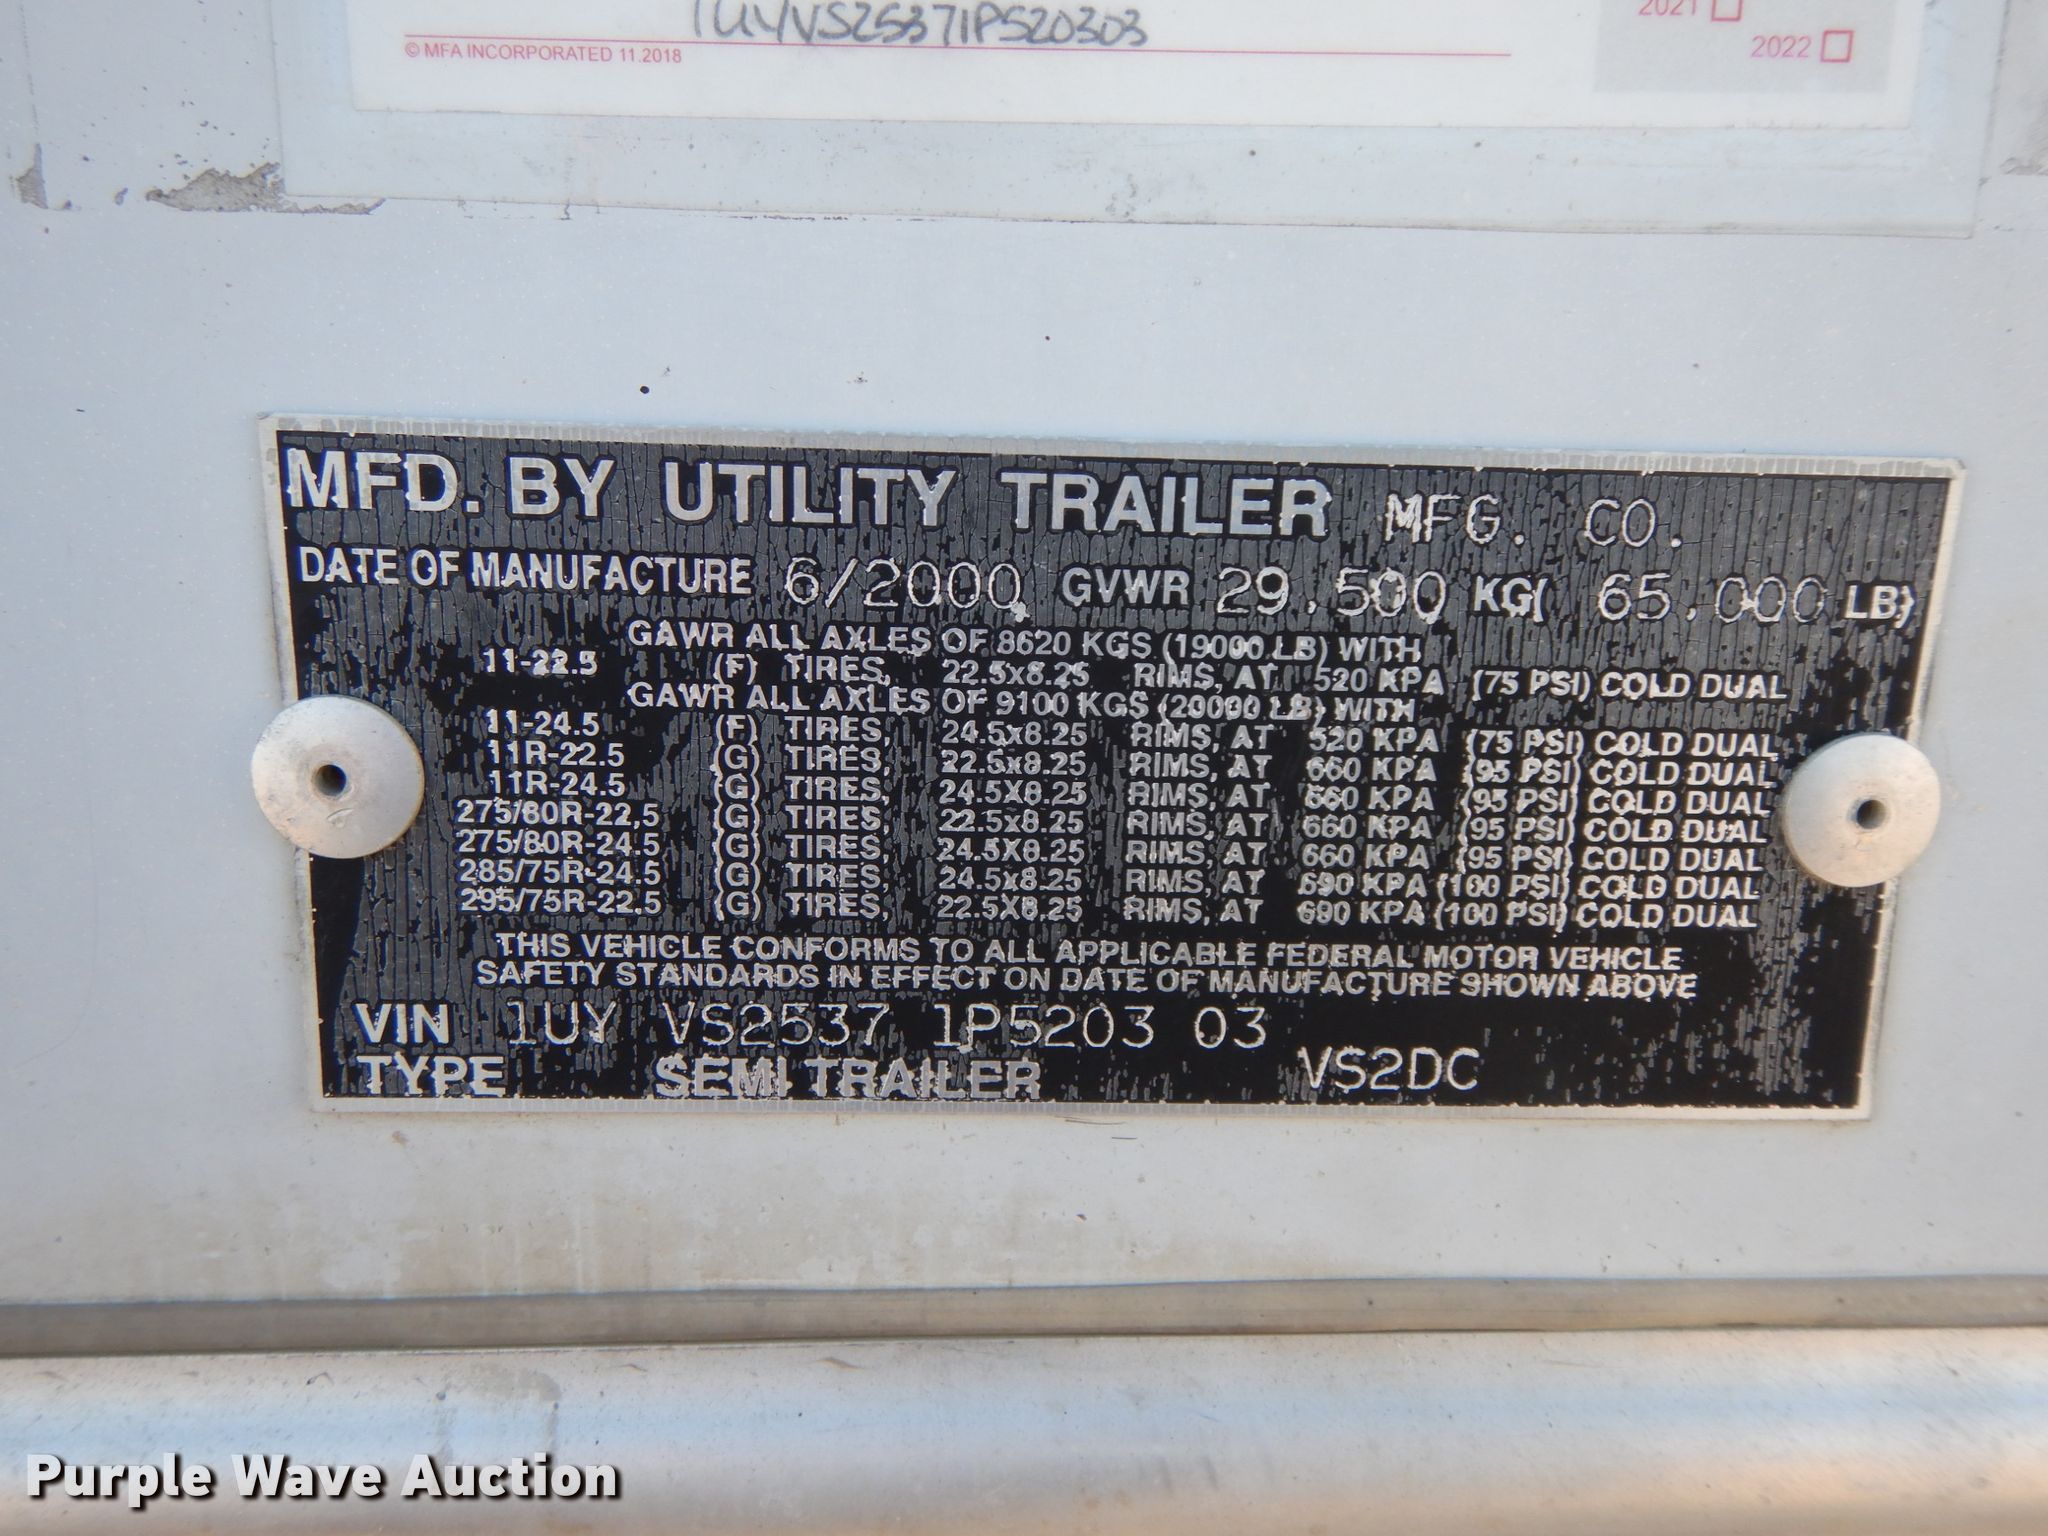 1UYVS25371P520303
© MFA INCORPORATED 11.2018
2021
2022
MFD. BY UTILITY TRAILER MFG. CO.
DATE OF MANUFACTURE 6/2000 GVWR 29,500 KG( 65,000 LB)
GAWR ALL AXLES OF 8620 KGS (19000 LB) WITH
11-22.5 (F) TIRES, 22.5x8.25 RIMS, AT 520 KPA (75 PSI) COLD DUAL
GAWR ALL AXLES OF 9100 KGS (20000 LB) WITH
11-24.5 (F) TIRES, 24.5x8.25 RIMS, AT 520 KPA (75 PSI) COLD DUAL
11R-22.5 (G) TIRES, 22.5x8.25 RIMS, AT 660 KPA (95 PSI) COLD DUAL
11R-24.5 (G) TIRES, 24.5X8.25 RIMS, AT 660 KPA (95 PSI) COLD DUAL
275/80R-22.5 (G) TIRES, 22.5x8.25 RIMS, AT 660 KPA (95 PSI) COLD DUAL
275/80R-24.5 (G) TIRES, 24.5X8.25 RIMS, AT 660 KPA (95 PSI) COLD DUAL
285/75R-24.5 (G) TIRES, 24.5x8.25 RIMS, AT 690 KPA (100 PSI) COLD DUAL
295/75R-22.5 (G) TIRES, 22.5X8.25 RIMS, AT 690 KPA (100 PSI) COLD DUAL
THIS VEHICLE CONFORMS TO ALL APPLICABLE FEDERAL MOTOR VEHICLE
SAFETY STANDARDS IN EFFECT ON DATE OF MANUFACTURE SHOWN ABOVE
VIN 1UY VS2537 1P5203 03
TYPE SEMI TRAILER VS2DC
Purple Wave Auction